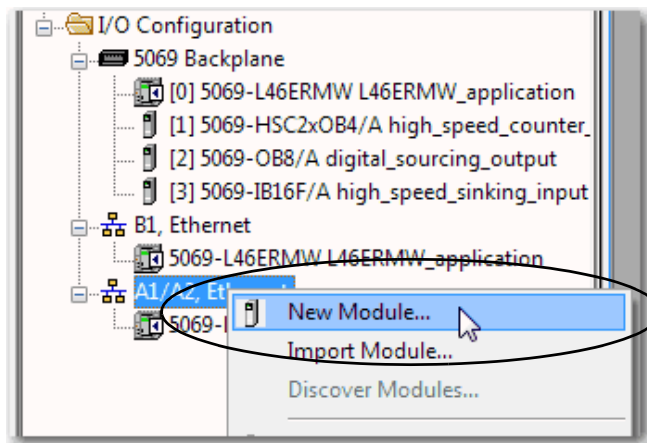 I/O Configuration
5069 Backplane
[0] 5069-L46ERMW L46ERMW_application
[1] 5069-HSC2xOB4/A high_speed_counter_
[2] 5069-OB8/A digital_sourcing_output
[3] 5069-IB16F/A high_speed_sinking_input
B1, Ethernet
5069-L46ERMW L46ERMW_application
A1/A2, Et
New Module...
5069-
Import Module...
Discover Modules...